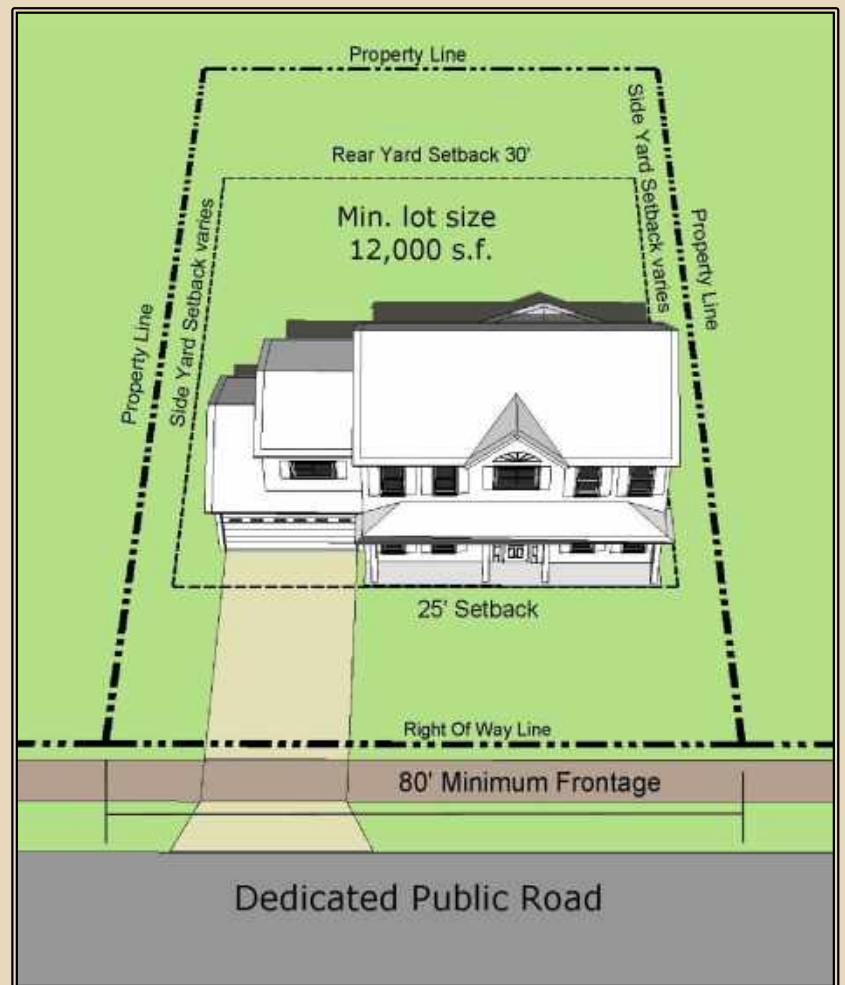 Property Line
Rear Yard Setback 30'
Side Yard Setback varies
Min. lot size
12,000 s.f.
Side Yard Setback varies
Property Line
Property Line
25' Setback
Right Of Way Line
80' Minimum Frontage
Dedicated Public Road